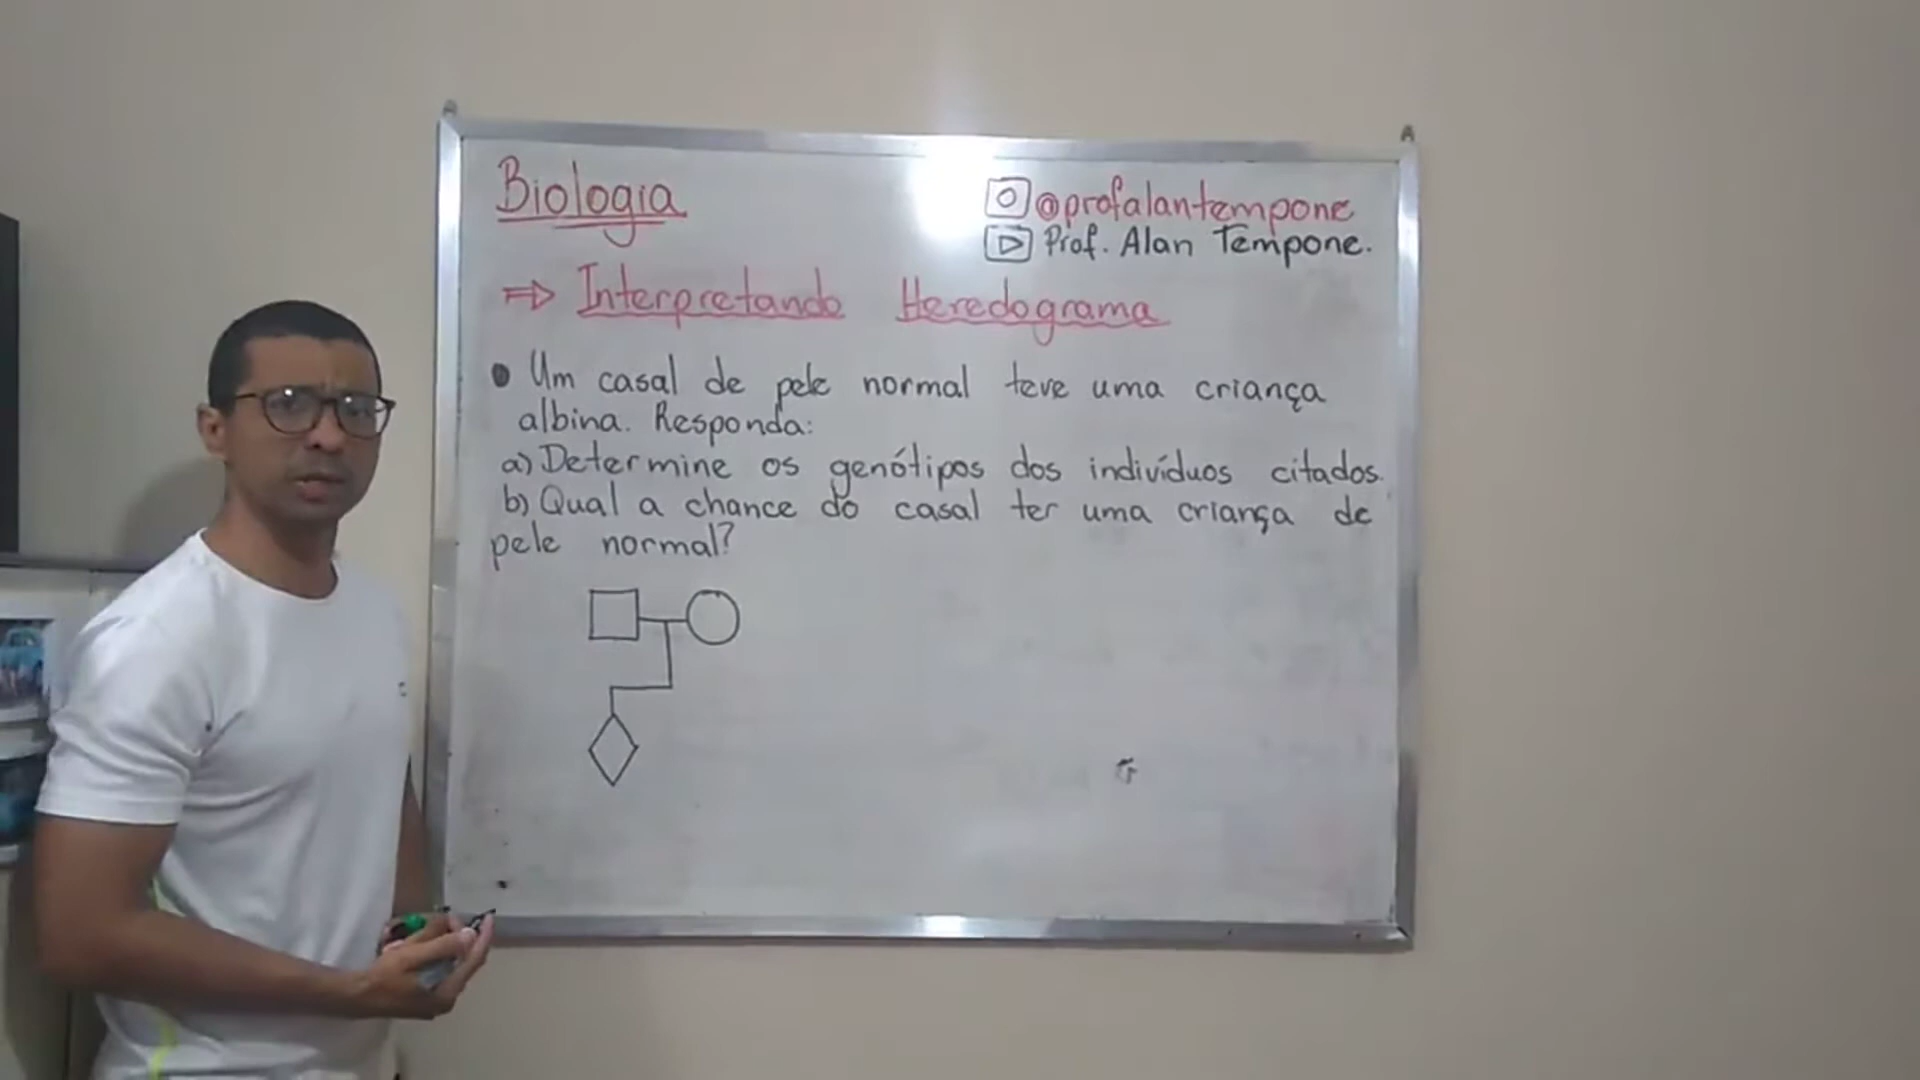 Biologia
@profalantempone
Prof. Alan Tempone.
⇒ Interpretando Heredograma
• Um casal de pele normal teve uma criança
albina. Responda:
a) Determine os genótipos dos indivíduos citados.
b) Qual a chance do casal ter uma criança de
pele normal?